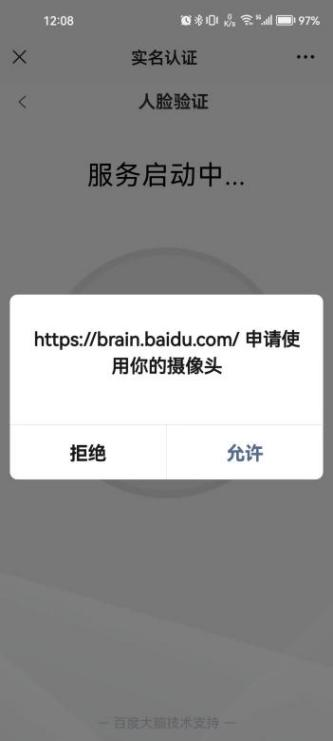 12:08
0
K/s
5G
97%
实名认证
人脸验证
服务启动中...
https://brain.baidu.com/ 申请使
用你的摄像头
拒绝
允许
— 百度大脑技术支持 —